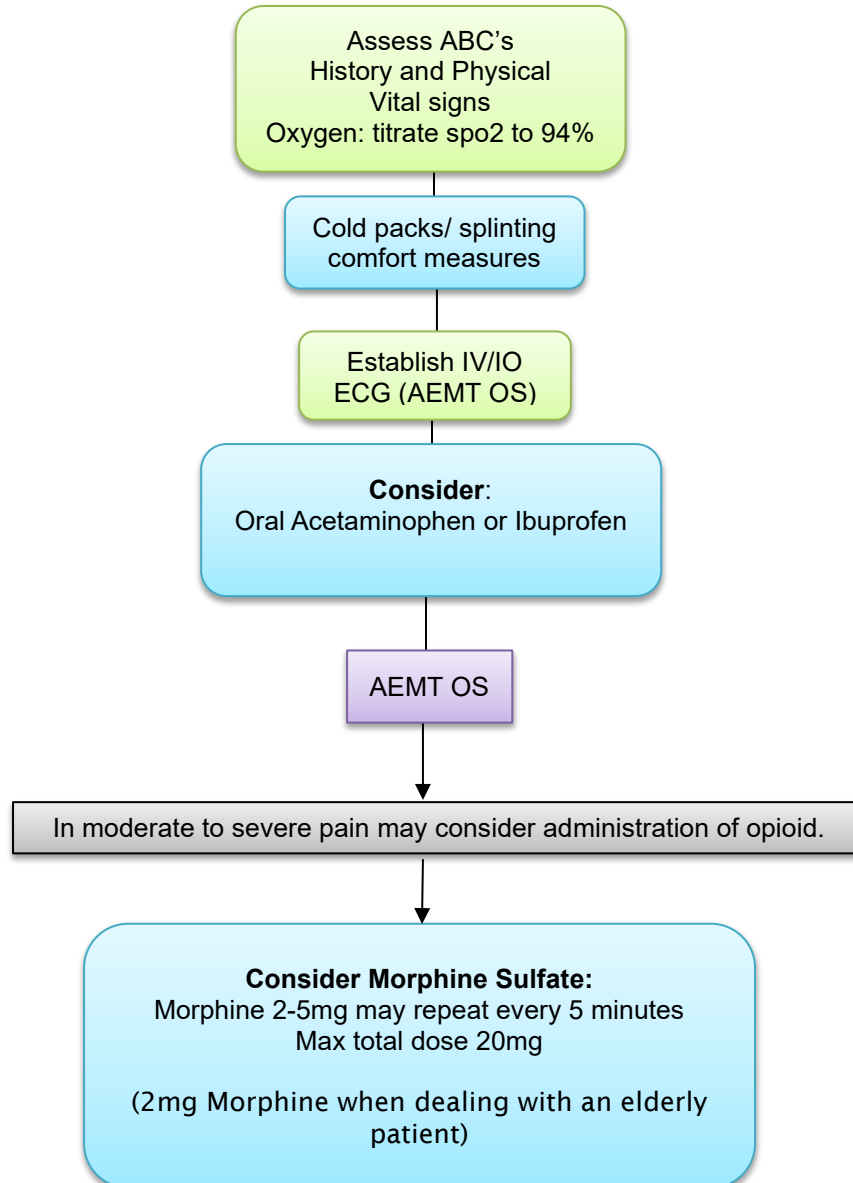 Assess ABC’s
History and Physical
Vital signs
Oxygen: titrate spo2 to 94%
Cold packs/ splinting
comfort measures
Establish IV/IO
ECG (AEMT OS)
Consider:
Oral Acetaminophen or Ibuprofen
AEMT OS
In moderate to severe pain may consider administration of opioid.
Consider Morphine Sulfate:
Morphine 2-5mg may repeat every 5 minutes
Max total dose 20mg
(2mg Morphine when dealing with an elderly
patient)